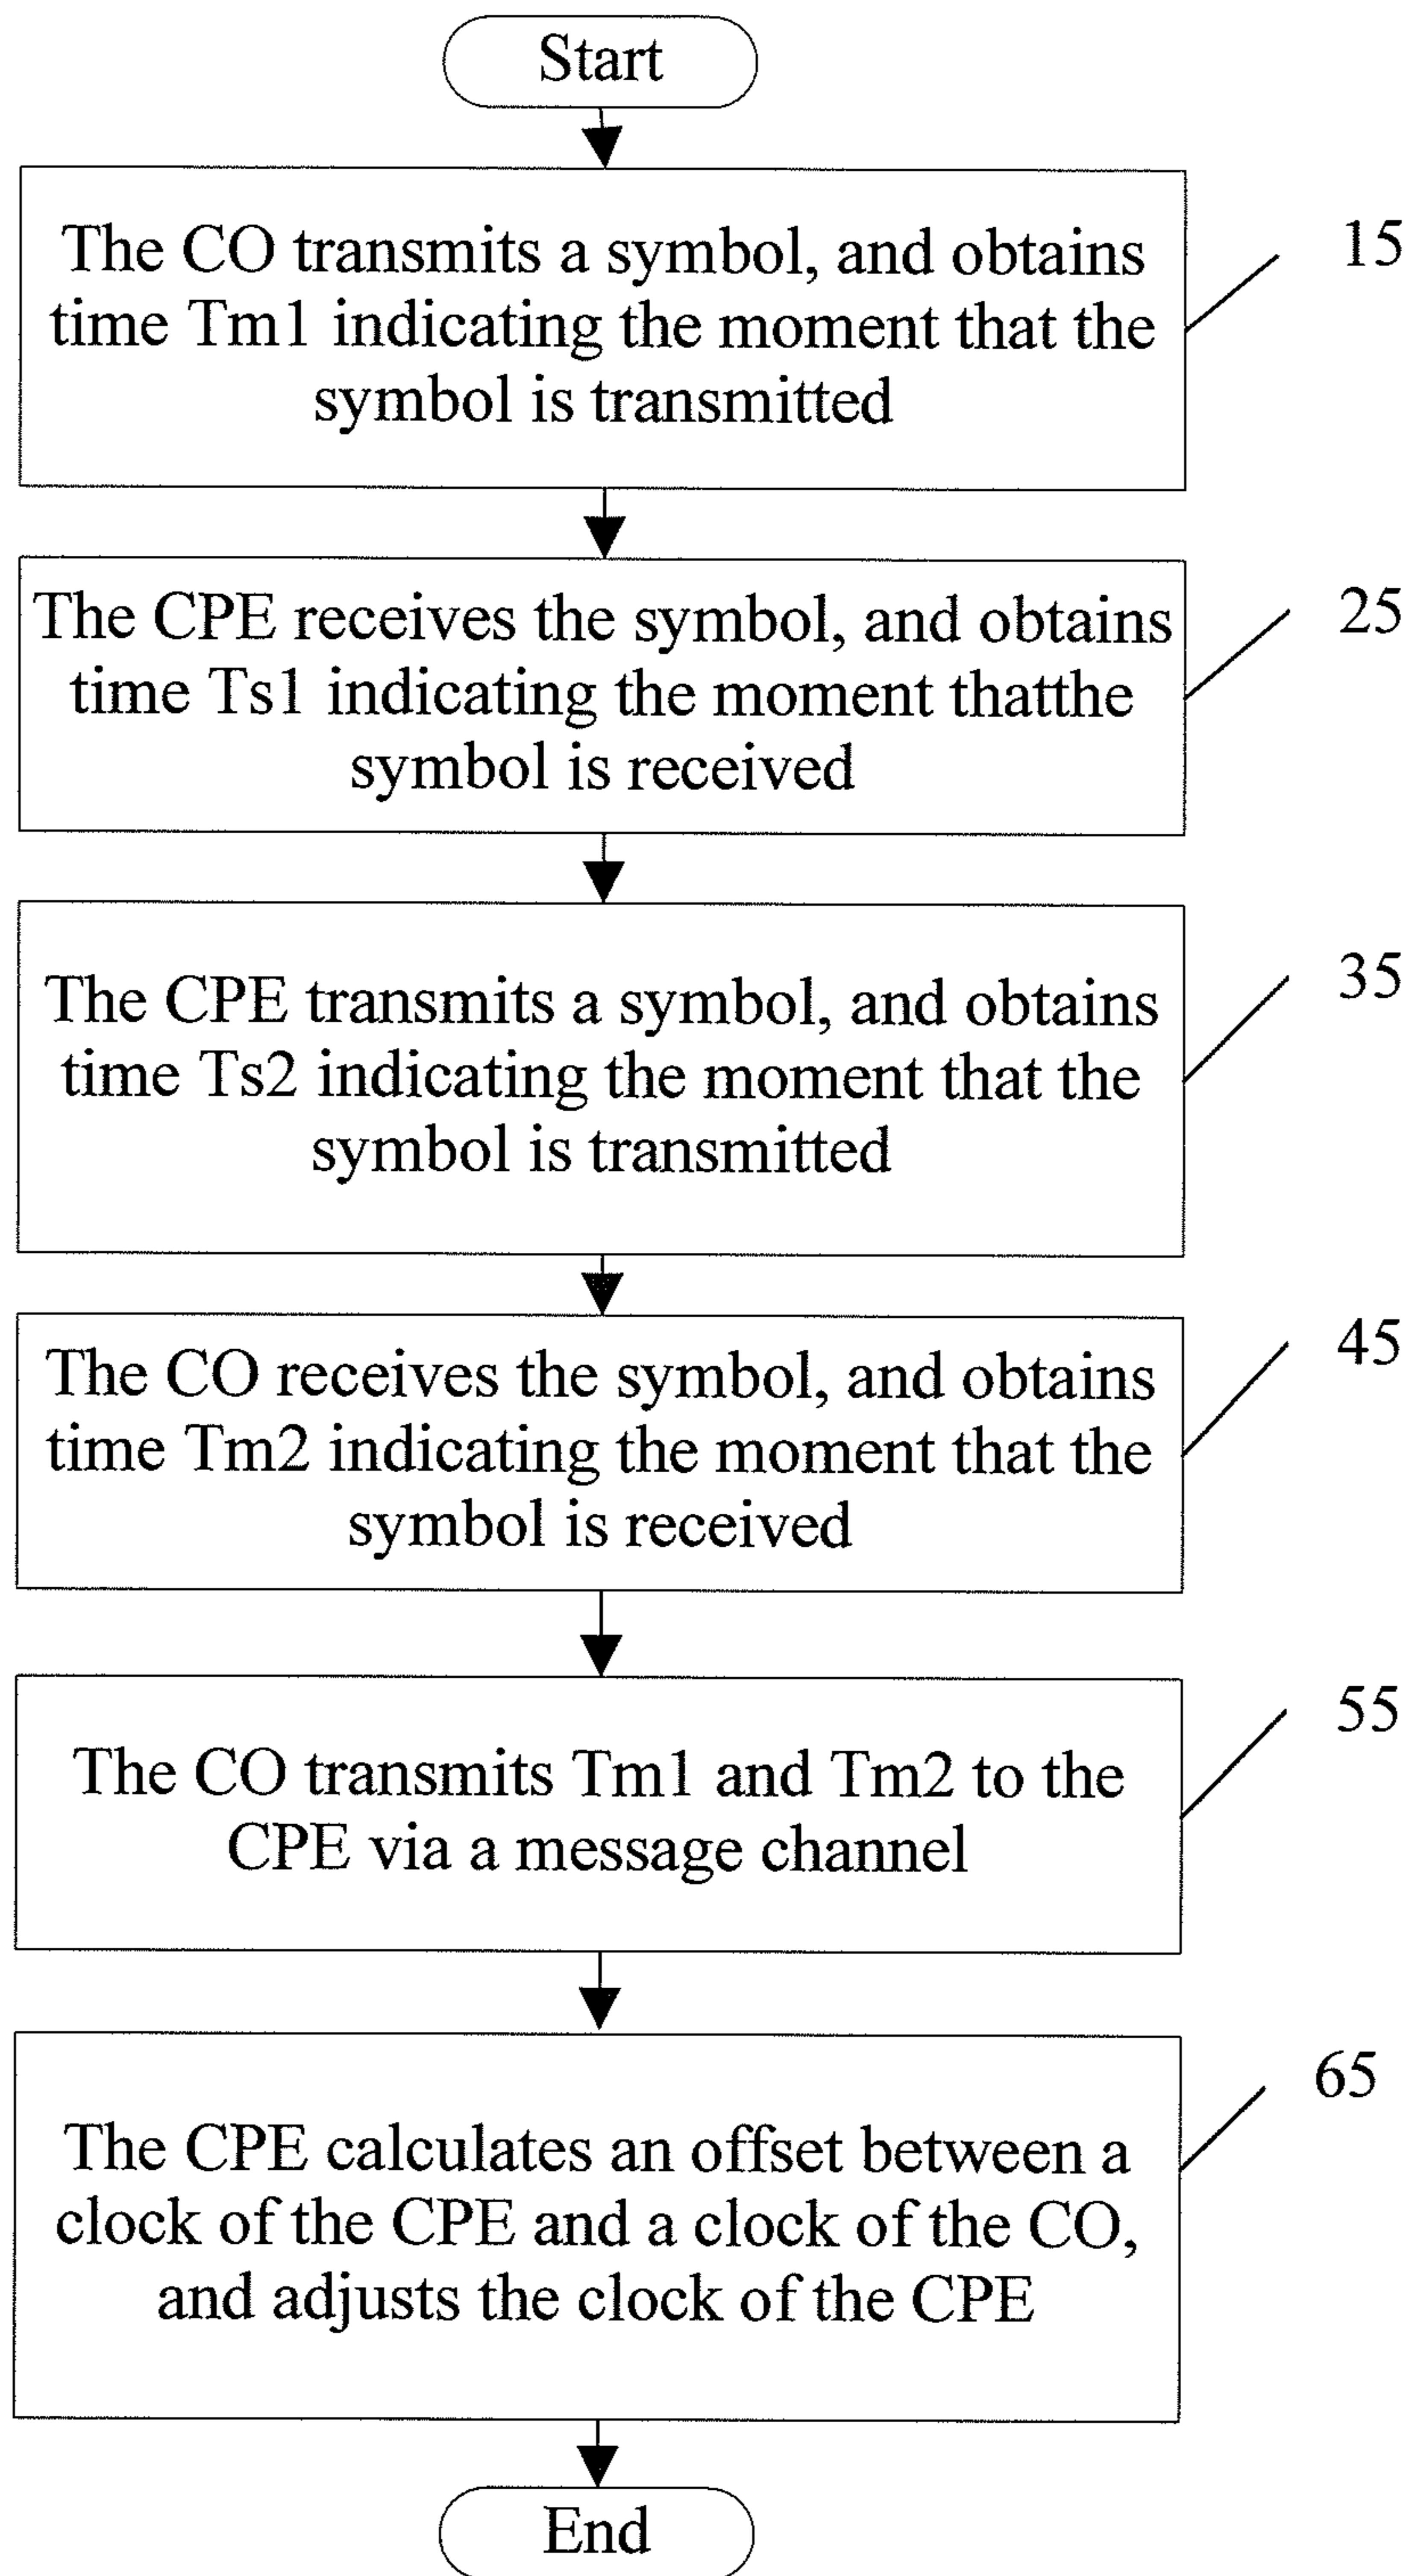 Start
The CO transmits a symbol, and obtains
time Tm1 indicating the moment that the
symbol is transmitted
15
The CPE receives the symbol, and obtains
time Ts1 indicating the moment thatthe
symbol is received
25
The CPE transmits a symbol, and obtains
time Ts2 indicating the moment that the
symbol is transmitted
35
The CO receives the symbol, and obtains
time Tm2 indicating the moment that the
symbol is received
45
The CO transmits Tm1 and Tm2 to the
CPE via a message channel
55
The CPE calculates an offset between a
clock of the CPE and a clock of the CO,
and adjusts the clock of the CPE
65
End